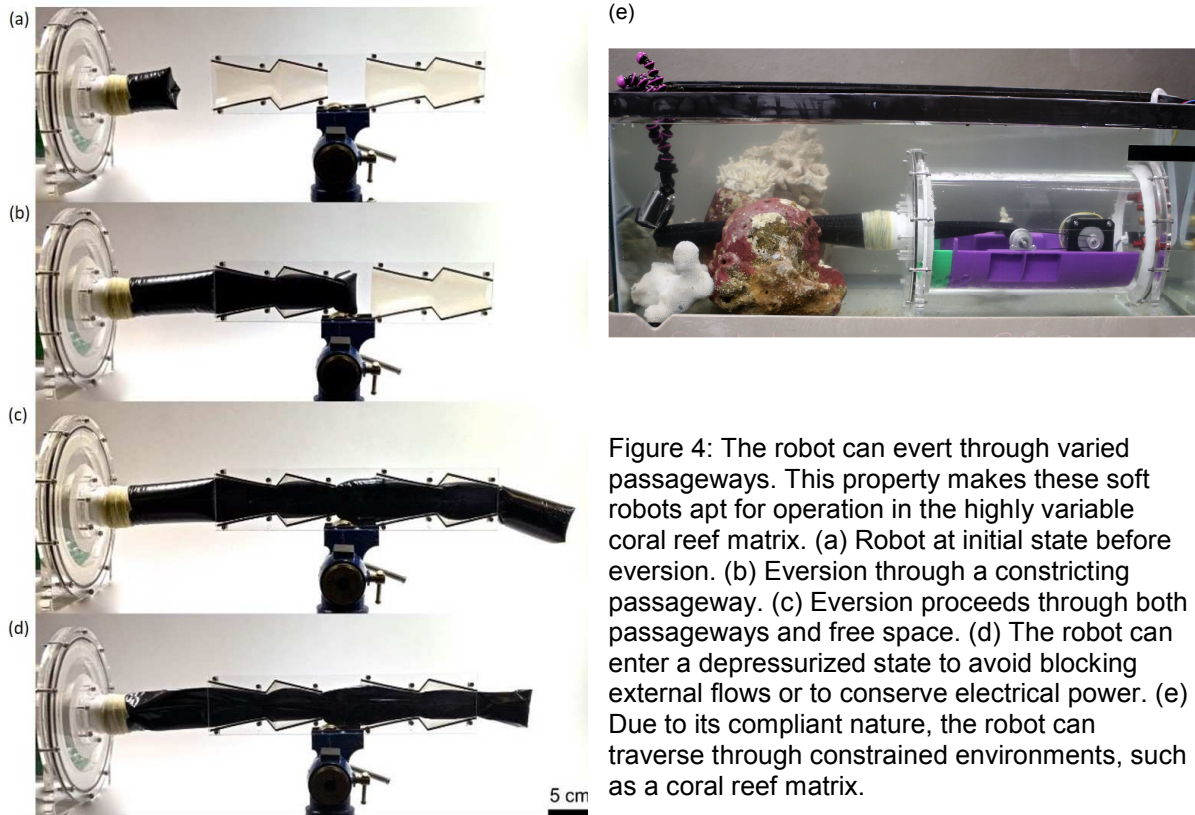 (a)
(b)
(c)
(d)
5 cm
(e)
Figure 4: The robot can evert through varied
passageways. This property makes these soft
robots apt for operation in the highly variable
coral reef matrix. (a) Robot at initial state before
eversion. (b) Eversion through a constricting
passageway. (c) Eversion proceeds through both
passageways and free space. (d) The robot can
enter a depressurized state to avoid blocking
external flows or to conserve electrical power. (e)
Due to its compliant nature, the robot can
traverse through constrained environments, such
as a coral reef matrix.